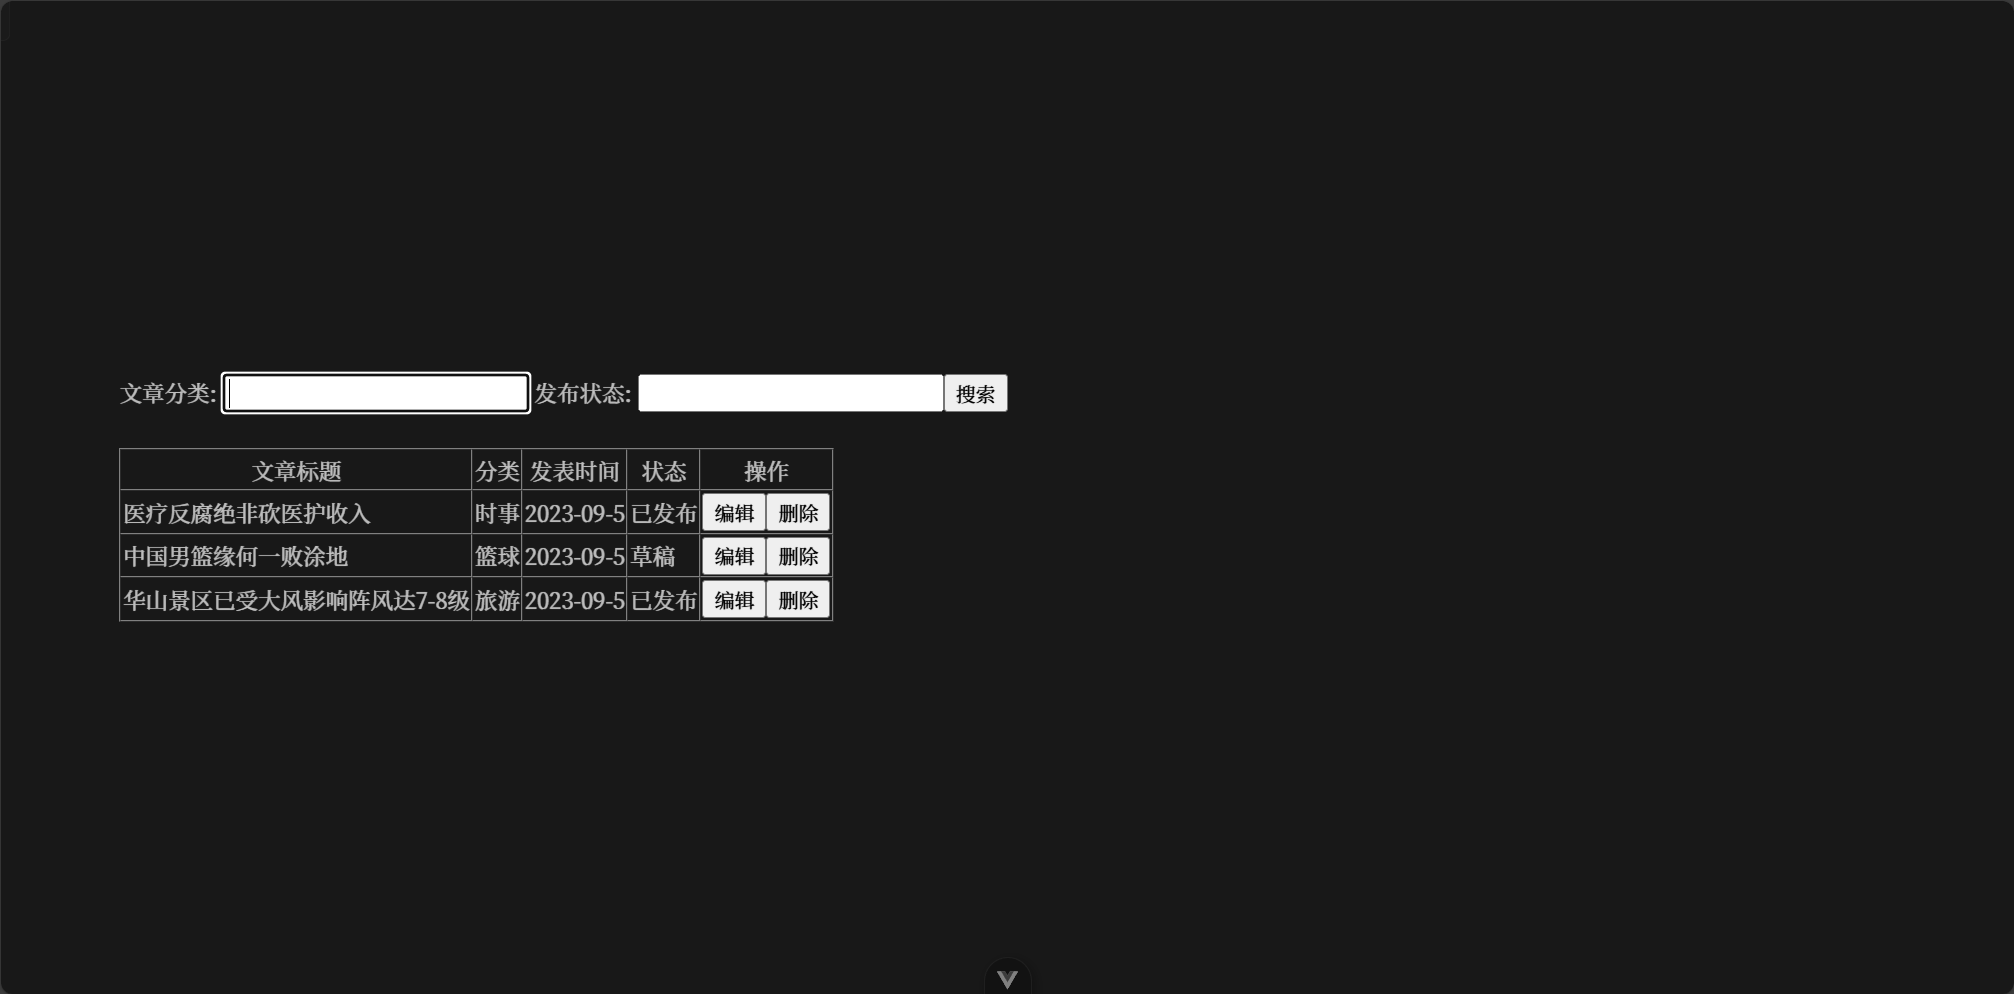 文章分类: 发布状态: 搜索
文章标题 分类 发表时间 状态 操作
医疗反腐绝非砍医护收入 时事 2023-09-5 已发布 编辑 删除
中国男篮缘何一败涂地 篮球 2023-09-5 草稿 编辑 删除
华山景区已受大风影响阵风达7-8级 旅游 2023-09-5 已发布 编辑 删除